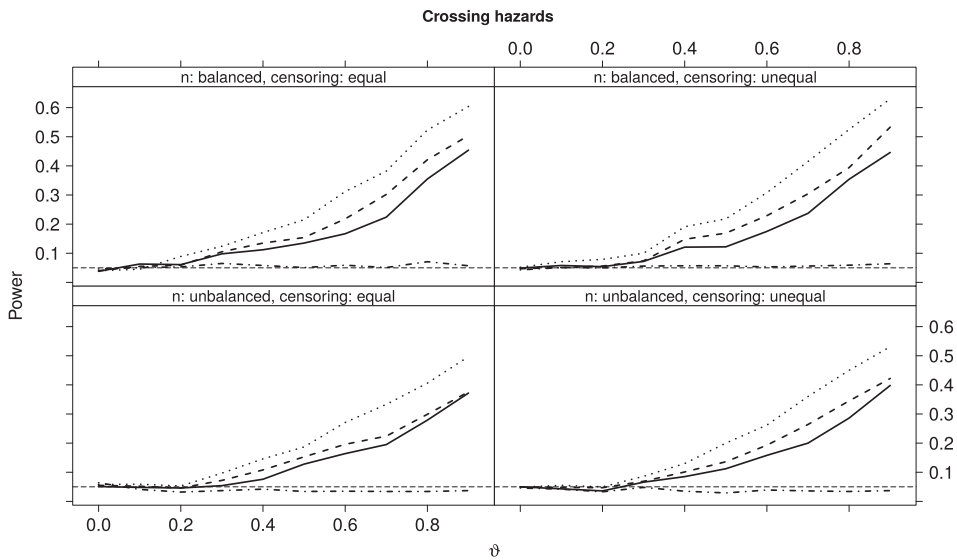 Crossing hazards
0.0 0.2 0.4 0.6 0.8
n: balanced, censoring: equal
n: balanced, censoring: unequal
0.6
0.5
0.4
0.3
0.2
0.1
Power
n: unbalanced, censoring: equal
n: unbalanced, censoring: unequal
0.6
0.5
0.4
0.3
0.2
0.1
0.0 0.2 0.4 0.6 0.8
ϑ